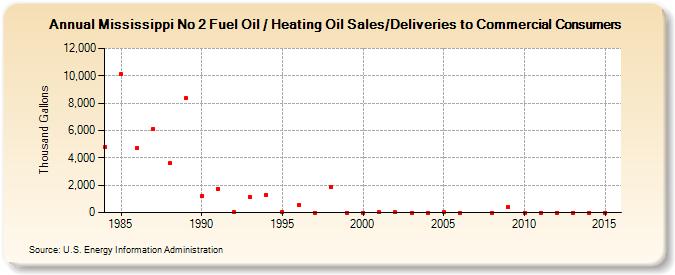 Annual Mississippi No 2 Fuel Oil / Heating Oil Sales/Deliveries to Commercial Consumers
Thousand Gallons
12,000
10,000
8,000
6,000
4,000
2,000
0
1985 1990 1995 2000 2005 2010 2015
Source: U.S. Energy Information Administration